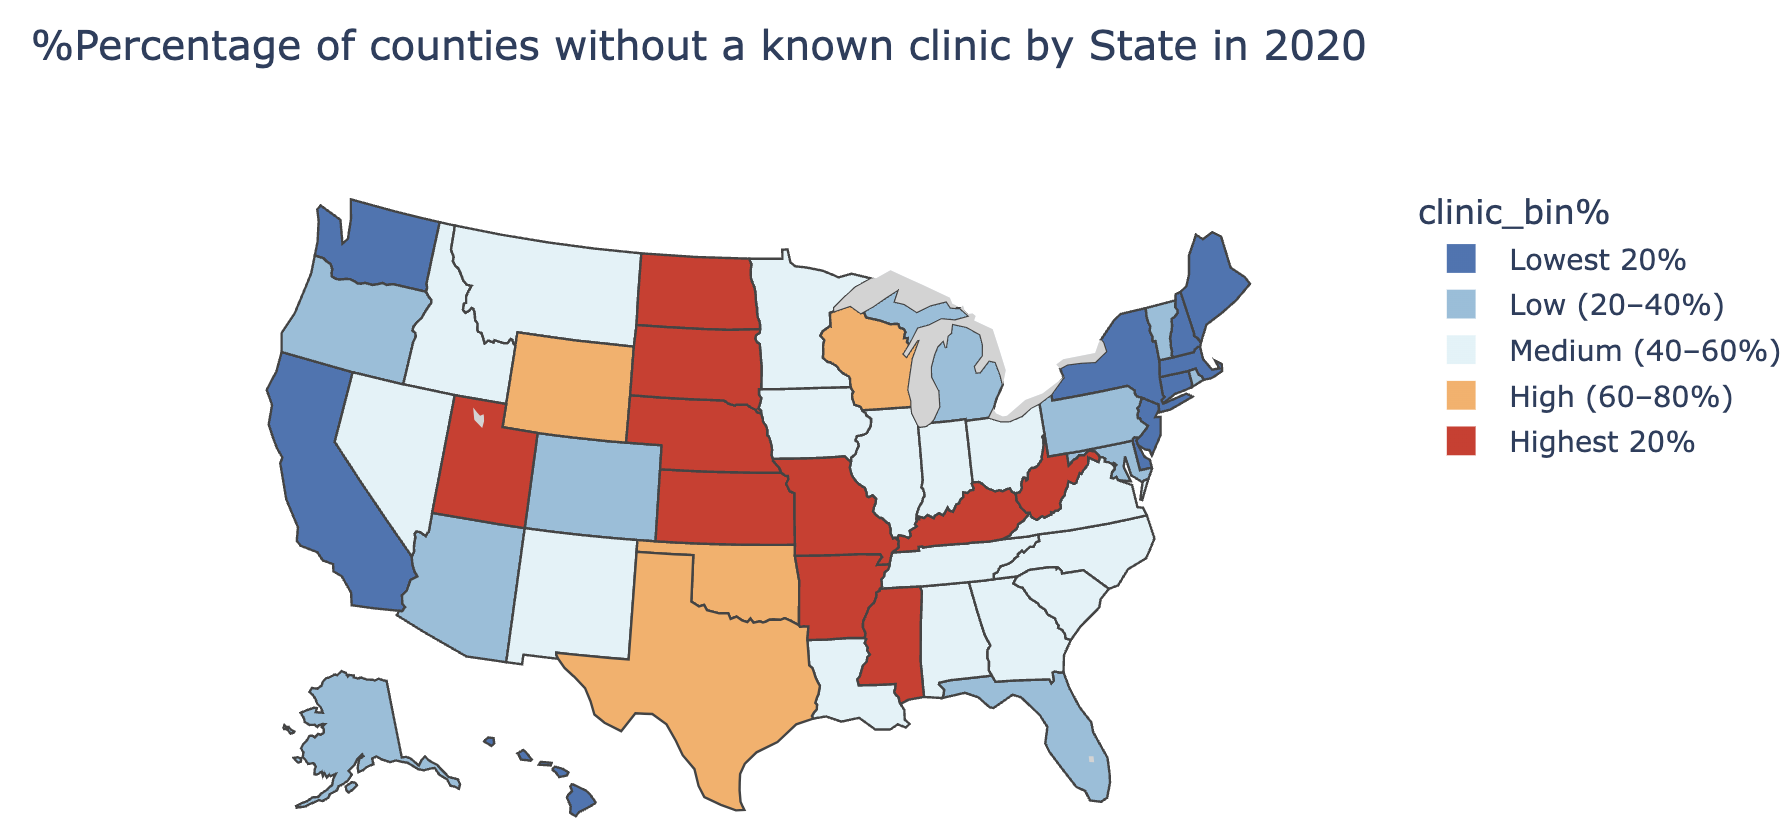 %Percentage of counties without a known clinic by State in 2020
clinic_bin%
Lowest 20%
Low (20–40%)
Medium (40–60%)
High (60–80%)
Highest 20%